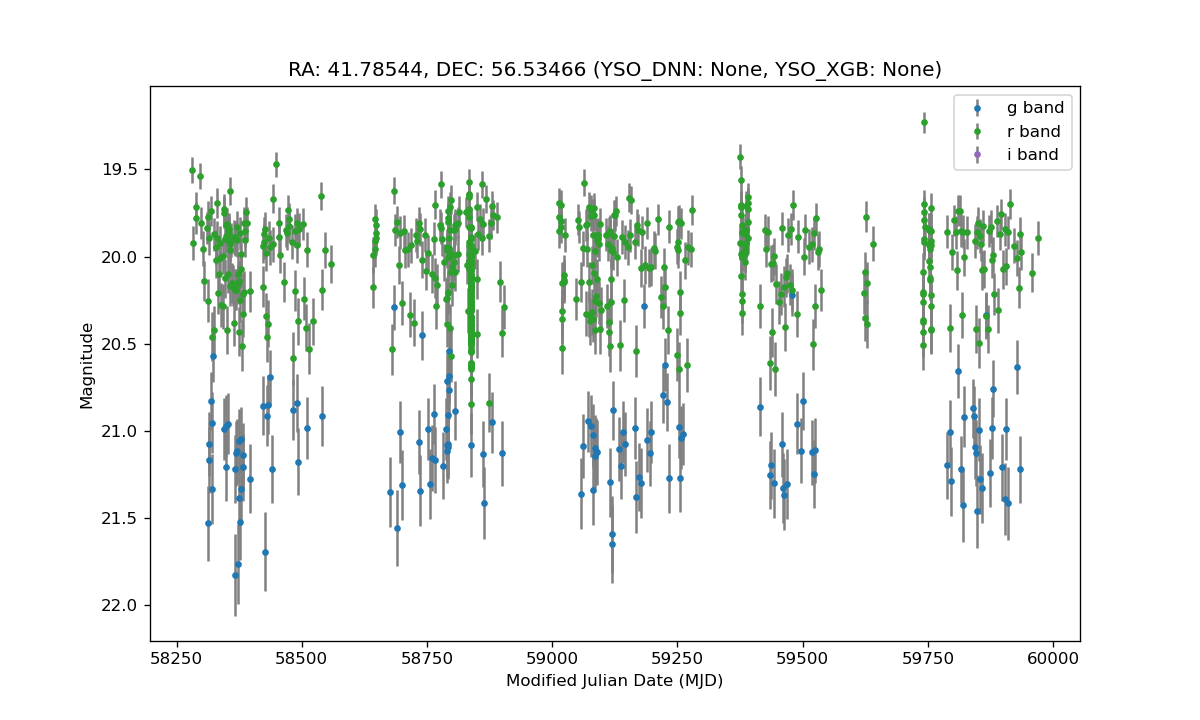 RA: 41.78544, DEC: 56.53466 (YSO_DNN: None, YSO_XGB: None)
g band
r band
i band
19.5
20.0
20.5
21.0
21.5
22.0
Magnitude
58250 58500 58750 59000 59250 59500 59750 60000
Modified Julian Date (MJD)